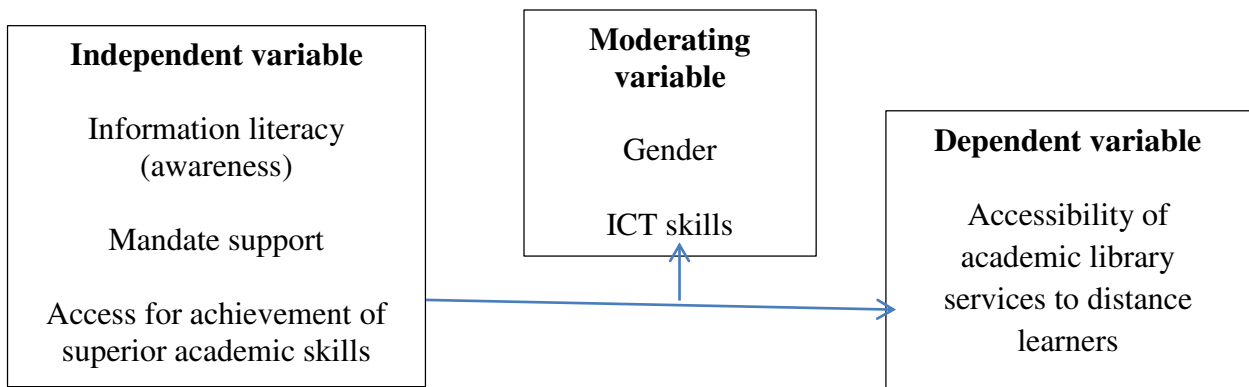 Independent variable
Information literacy
(awareness)
Mandate support
Access for achievement of
superior academic skills
Moderating
variable
Gender
ICT skills
Dependent variable
Accessibility of
academic library
services to distance
learners